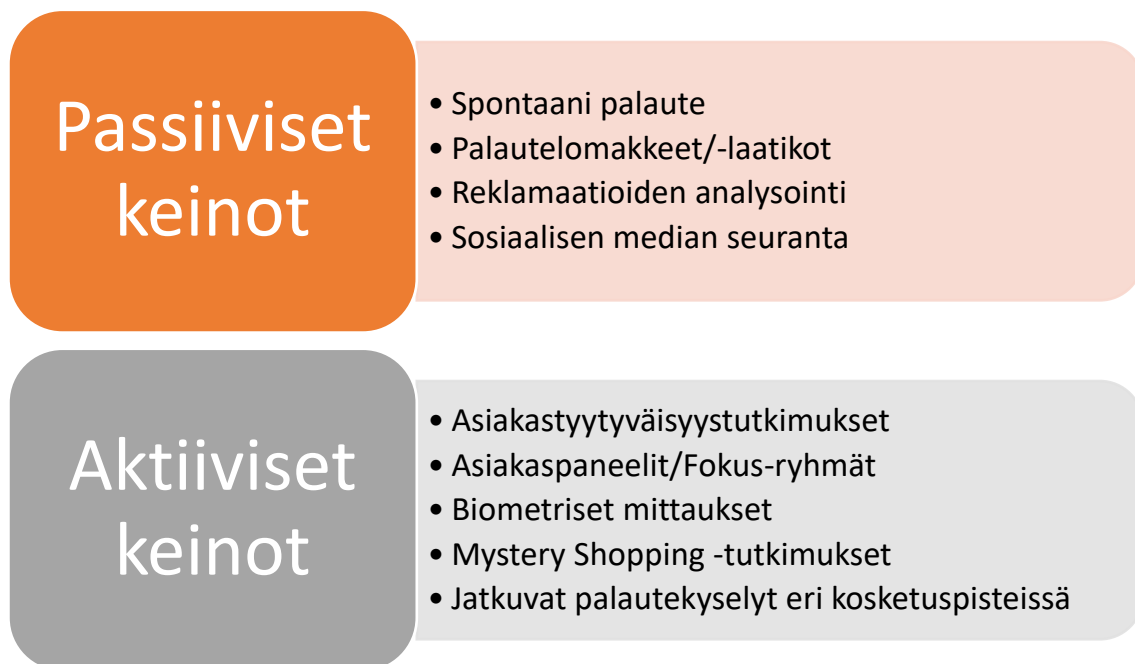 Passiiviset
keinot
• Spontaani palaute
• Palautelomakkeet/-laatikot
• Reklamaatioiden analysointi
• Sosiaalisen median seuranta
Aktiiviset
keinot
• Asiakastyytyväisyystutkimukset
• Asiakaspaneelit/Fokus-ryhmät
• Biometriset mittaukset
• Mystery Shopping -tutkimukset
• Jatkuvat palautekyselyt eri kosketuspisteissä